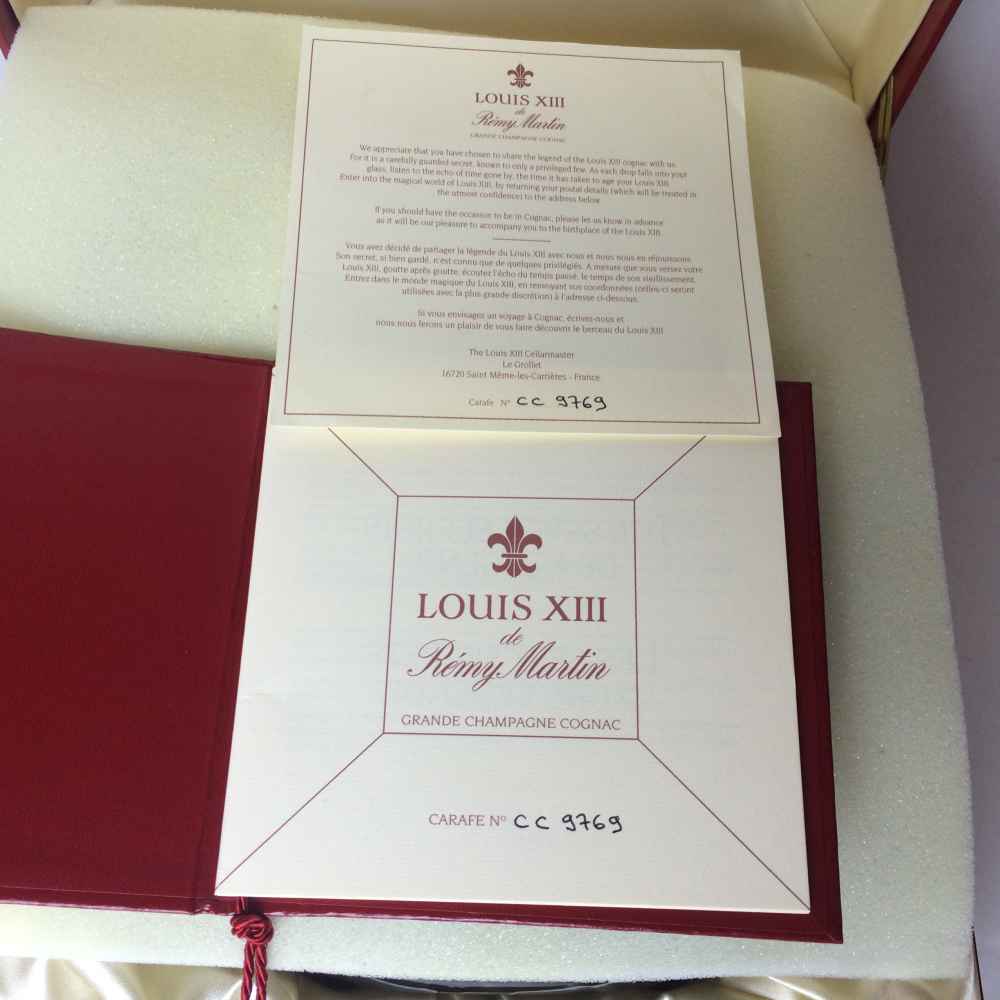 LOUIS XIII
de
Rémy Martin
GRANDE CHAMPAGNE COGNAC
We appreciate that you have chosen to share the legend of the Louis XIII cognac with us.
For it is a carefully guarded secret, known to only a privileged few. As each drop falls into your
glass, listen to the echo of time gone by, the time it has taken to age your Louis XIII.
Enter into the magical world of Louis XIII, by returning your postal details (which will be treated in
the utmost confidence) to the address below.
If you should have the occasion to be in Cognac, please let us know in advance
as it will be our pleasure to accompany you to the birthplace of the Louis XIII.
Vous avez décidé de partager la légende du Louis XIII avec nous et nous nous en réjouissons.
Son secret, si bien gardé, n'est connu que de quelques privilégiés. A mesure que vous versez votre
Louis XIII, goutte après goutte, écoutez l'écho du temps passé, le temps de son vieillissement.
Entrez dans le monde magique du Louis XIII, en renvoyant vos coordonnées (celles-ci seront
utilisées avec la plus grande discrétion) à l'adresse ci-dessous.
Si vous envisagez un voyage à Cognac, écrivez-nous et
nous nous ferons un plaisir de vous faire découvrir le berceau du Louis XIII.
The Louis XIII Cellarmaster
Le Grollet
16720 Saint Même-les-Carrières - France
Carafe N° CC 9769
LOUIS XIII
de
Rémy Martin
GRANDE CHAMPAGNE COGNAC
CARAFE N° CC 9769